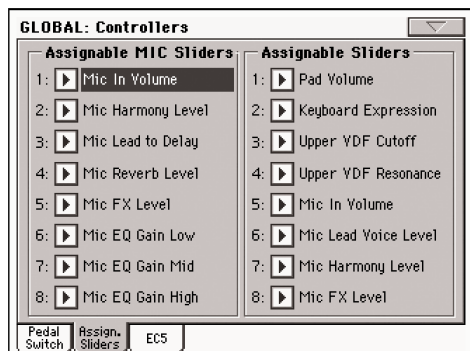 GLOBAL: Controllers
Assignable MIC Sliders
1: Mic In Volume
2: Mic Harmony Level
3: Mic Lead to Delay
4: Mic Reverb Level
5: Mic FX Level
6: Mic EQ Gain Low
7: Mic EQ Gain Mid
8: Mic EQ Gain High
Assignable Sliders
1: Pad Volume
2: Keyboard Expression
3: Upper VDF Cutoff
4: Upper VDF Resonance
5: Mic In Volume
6: Mic Lead Voice Level
7: Mic Harmony Level
8: Mic FX Level
Pedal
Switch
Assign.
Sliders
EC5